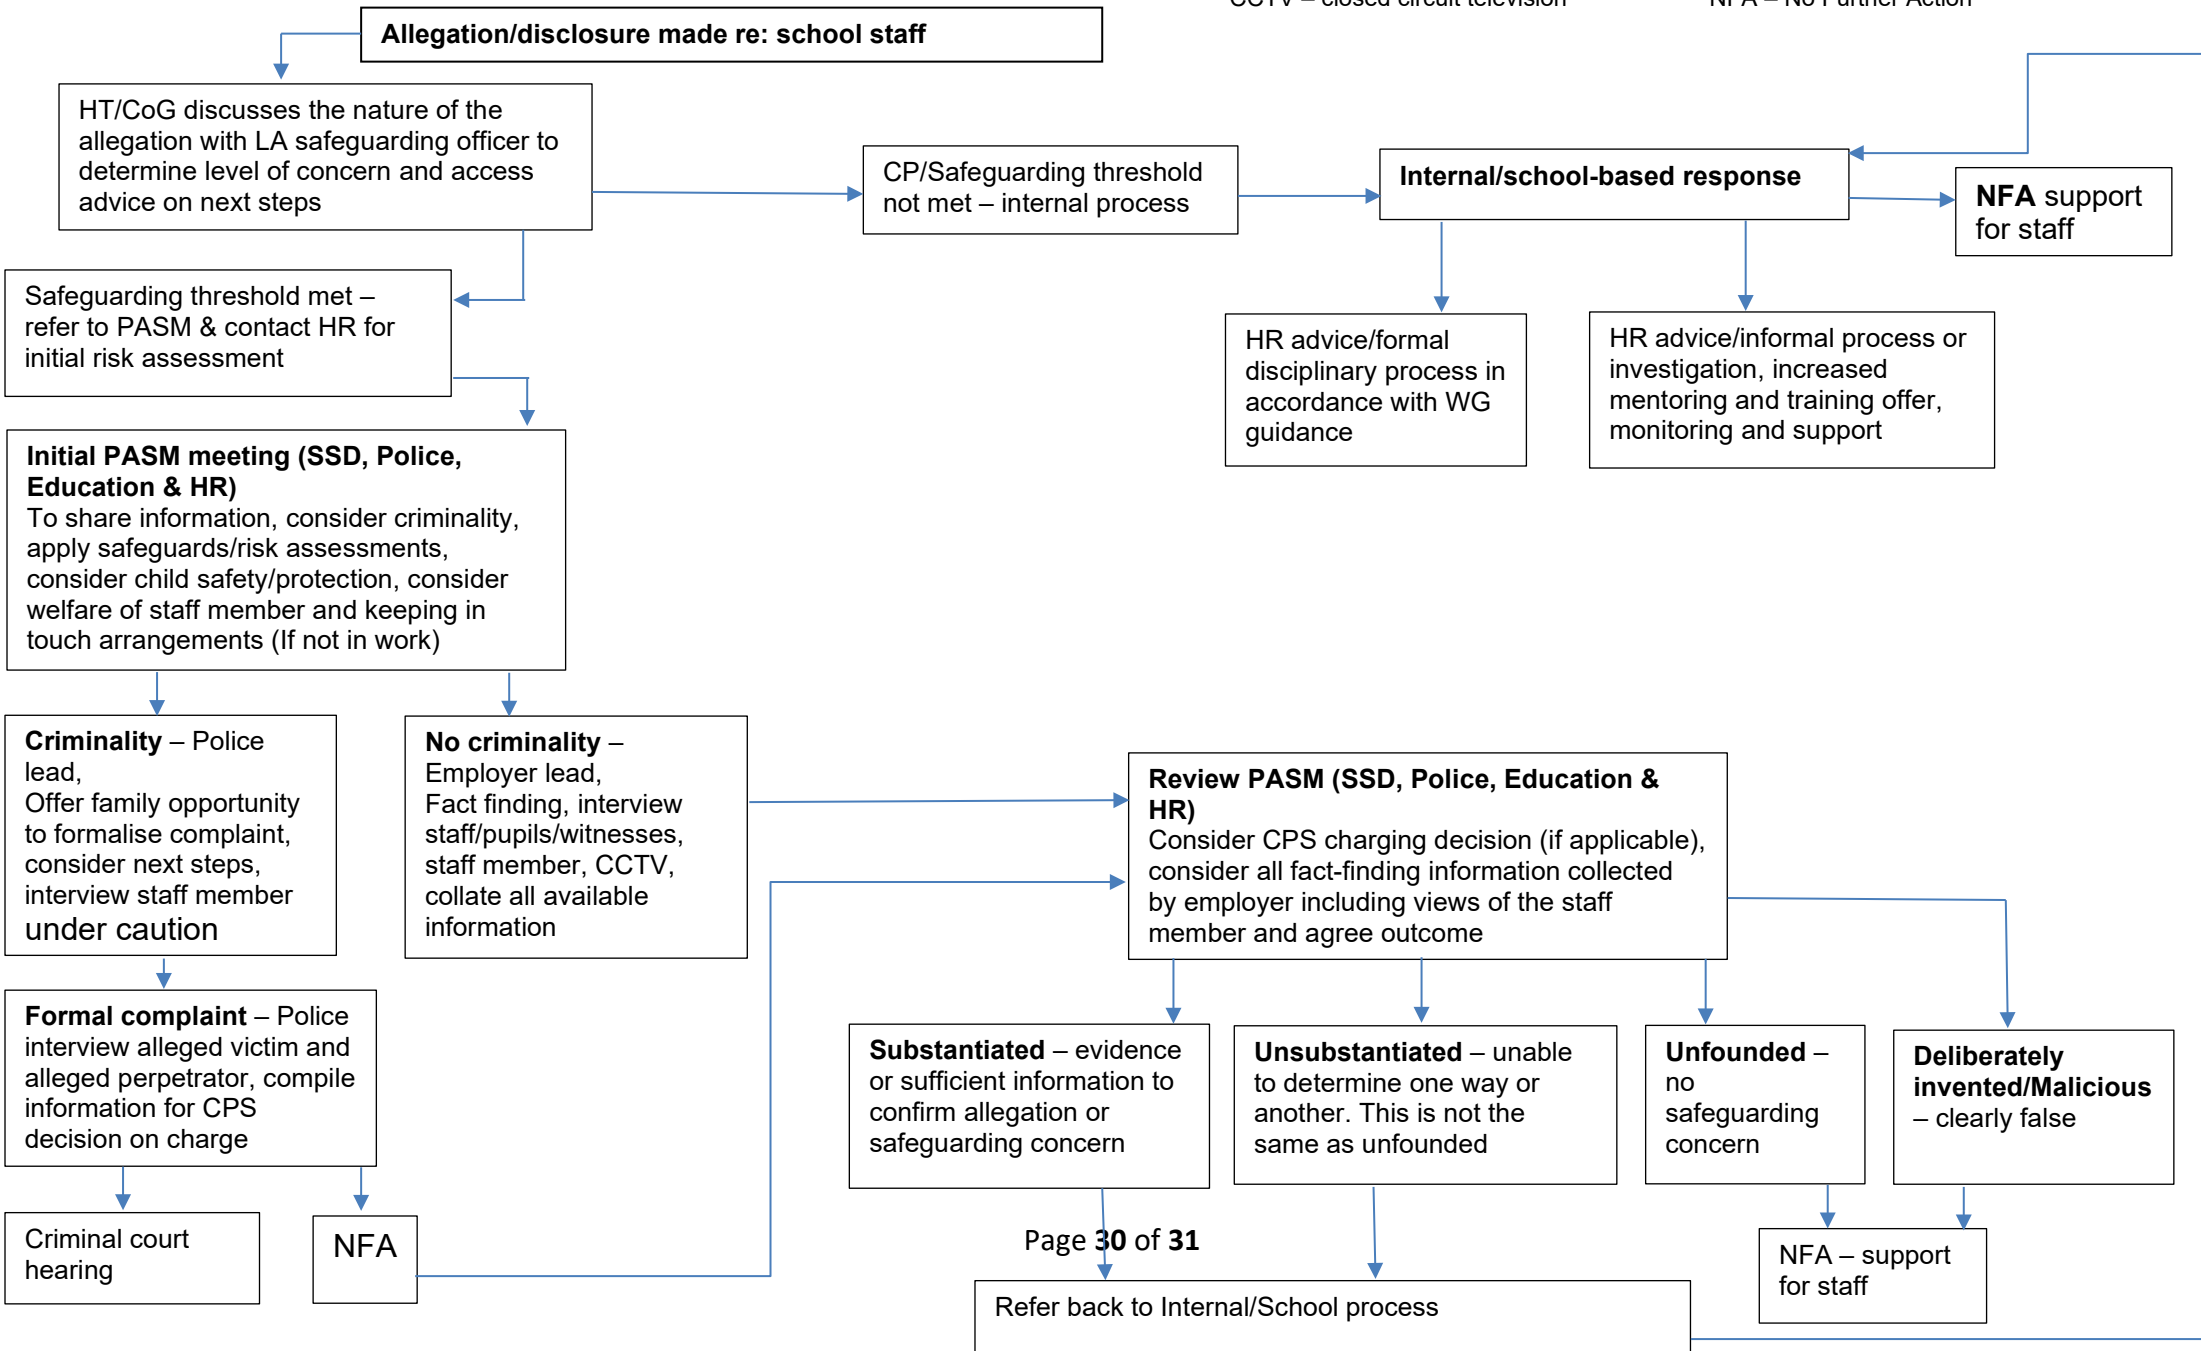 CCTV – closed circuit television
NFA – No Further Action
Allegation/disclosure made re: school staff
HT/CoG discusses the nature of the
allegation with LA safeguarding officer to
determine level of concern and access
advice on next steps
CP/Safeguarding threshold
not met – internal process
Internal/school-based response
NFA support
for staff
Safeguarding threshold met –
refer to PASM & contact HR for
initial risk assessment
HR advice/formal
disciplinary process in
accordance with WG
guidance
HR advice/informal process or
investigation, increased
mentoring and training offer,
monitoring and support
Initial PASM meeting (SSD, Police,
Education & HR)
To share information, consider criminality,
apply safeguards/risk assessments,
consider child safety/protection, consider
welfare of staff member and keeping in
touch arrangements (If not in work)
Criminality – Police
lead,
Offer family opportunity
to formalise complaint,
consider next steps,
interview staff member
under caution
No criminality –
Employer lead,
Fact finding, interview
staff/pupils/witnesses,
staff member, CCTV,
collate all available
information
Review PASM (SSD, Police, Education &
HR)
Consider CPS charging decision (if applicable),
consider all fact-finding information collected
by employer including views of the staff
member and agree outcome
Formal complaint – Police
interview alleged victim and
alleged perpetrator, compile
information for CPS
decision on charge
Substantiated – evidence
or sufficient information to
confirm allegation or
safeguarding concern
Unsubstantiated – unable
to determine one way or
another. This is not the
same as unfounded
Unfounded –
no
safeguarding
concern
Deliberately
invented/Malicious
– clearly false
Criminal court
hearing
NFA
Page 30 of 31
NFA – support
for staff
Refer back to Internal/School process